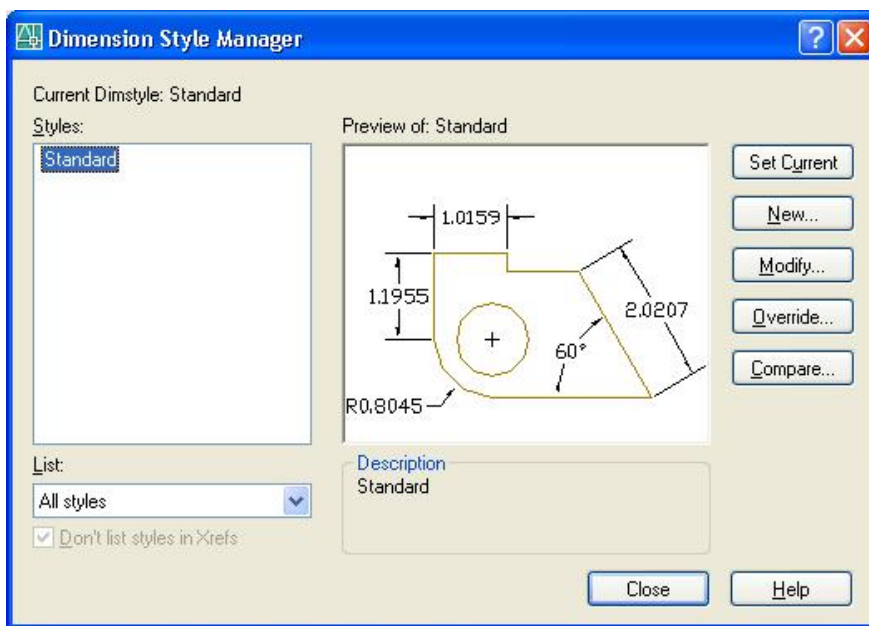 Dimension Style Manager
Current Dimstyle: Standard
Styles:
Standard
Preview of: Standard
1.0159
1.1955
2.0207
60°
R0.8045
Set Current
New...
Modify...
Override...
Compare...
List:
All styles
Don't list styles in Xrefs
Description
Standard
Close
Help